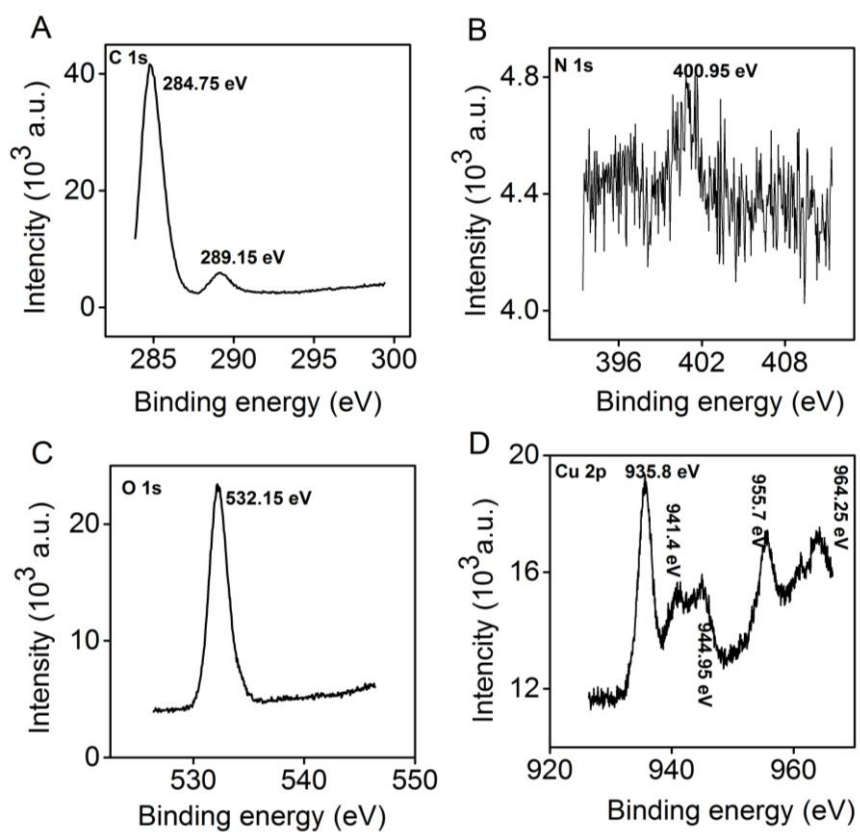 A
C 1s
284.75 eV
289.15 eV
40
20
0
Intencity (10³ a.u.)
285
290
295
300
Binding energy (eV)
B
N 1s
400.95 eV
4.8
4.4
4.0
Intensity (10³ a.u.)
396
402
408
Binding energy (eV)
C
O 1s
532.15 eV
20
10
0
Intensity (10³ a.u.)
530
540
550
Binding energy (eV)
D
Cu 2p
935.8 eV
941.4 eV
944.95 eV
955.7 eV
964.25 eV
20
16
12
Intencity (10³a.u.)
920
940
960
Binding energy (eV)